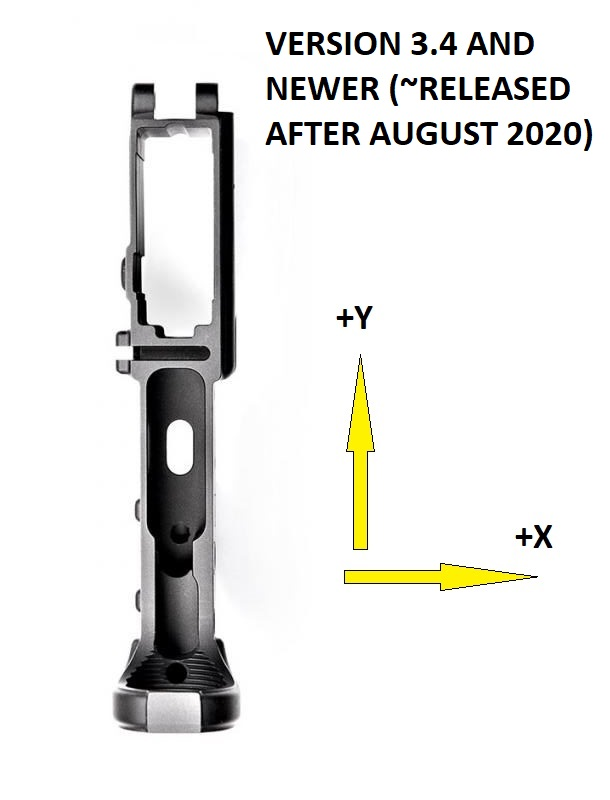 VERSION 3.4 AND
NEWER (~RELEASED
AFTER AUGUST 2020)
+Y
+X